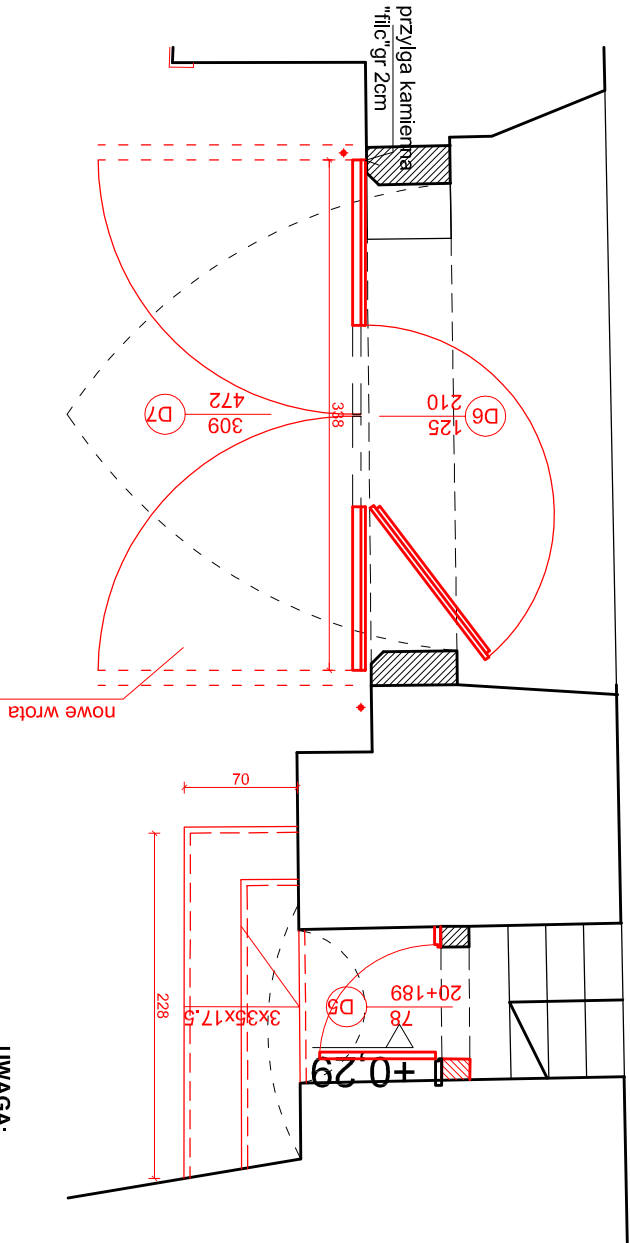 przylga kamienna
"filc"gr 2cm
D7
309
472
338
D6
125
210
nowe wrota
70
228
3x35x17.5
D5
78
20+189
+0.29
UWAGA: